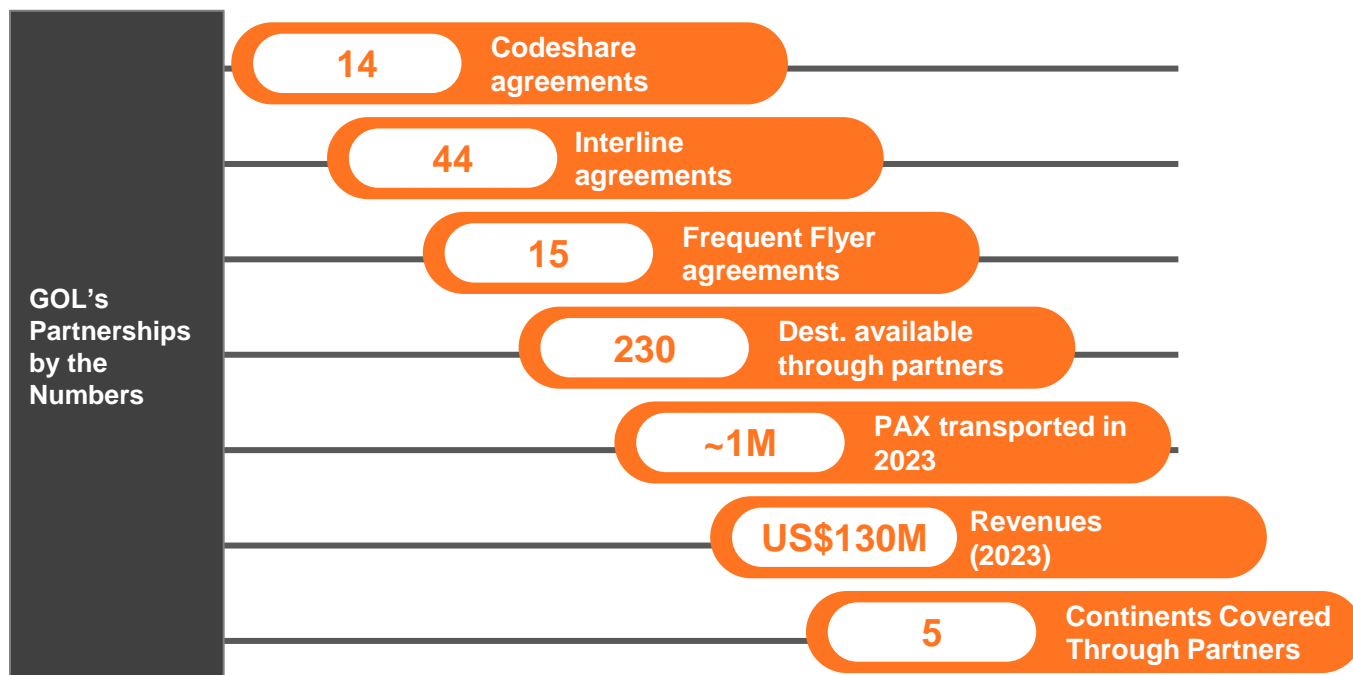 GOL’s
Partnerships
by the
Numbers
14
Codeshare
agreements
44
Interline
agreements
15
Frequent Flyer
agreements
230
Dest. available
through partners
~1M
PAX transported in
2023
US$130M
Revenues
(2023)
5
Continents Covered
Through Partners